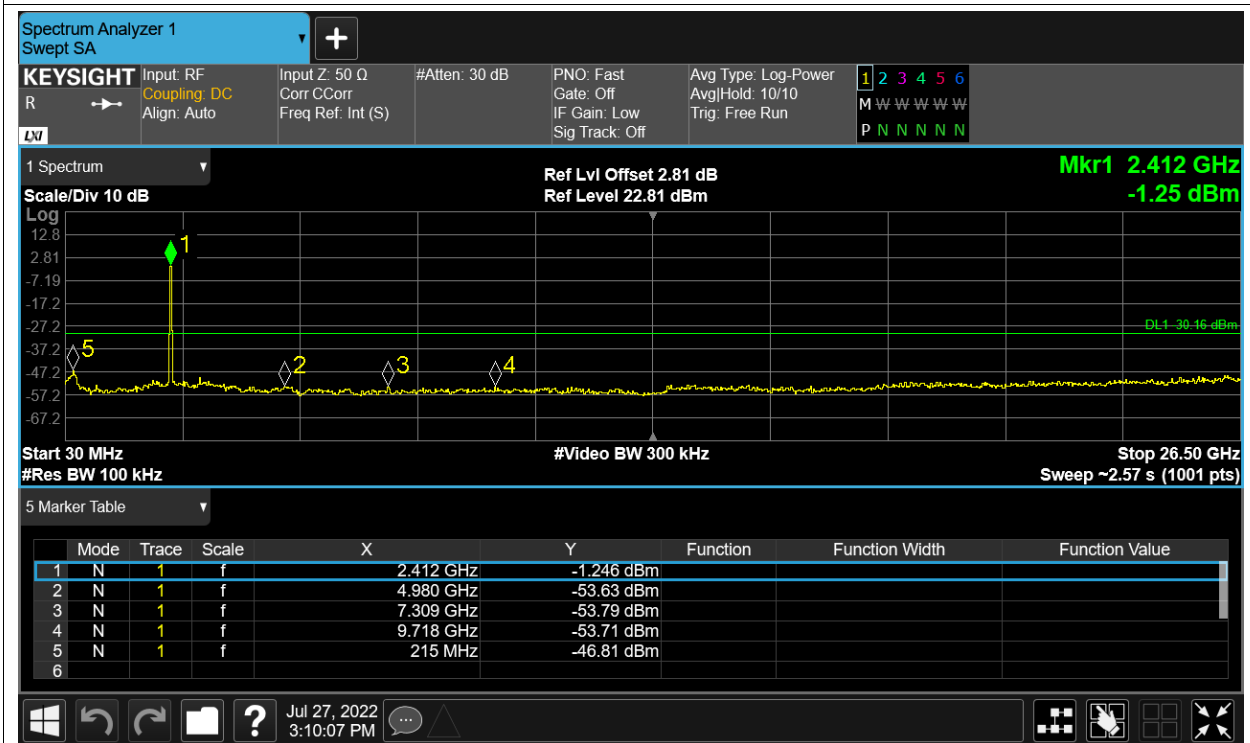 Spectrum Analyzer 1
Swept SA
KEYSIGHT
R
LXI
Input: RF
Coupling: DC
Align: Auto
Input Z: 50 Ω
Corr CCorr
Freq Ref: Int (S)
#Atten: 30 dB
PNO: Fast
Gate: Off
IF Gain: Low
Sig Track: Off
Avg Type: Log-Power
Avg|Hold: 10/10
Trig: Free Run
1 2 3 4 5 6
M W W W W W
P N N N N N
1 Spectrum
Scale/Div 10 dB
Ref Lvl Offset 2.81 dB
Ref Level 22.81 dBm
Mkr1 2.412 GHz
-1.25 dBm
Log
12.8
2.81
-7.19
-17.2
-27.2
-37.2
-47.2
-57.2
-67.2
1
DL1 -30.16 dBm
5
2
3
4
Start 30 MHz
#Video BW 300 kHz
Stop 26.50 GHz
#Res BW 100 kHz
Sweep ~2.57 s (1001 pts)
5 Marker Table
Mode Trace Scale X Y Function Function Width Function Value
1 N 1 f 2.412 GHz -1.246 dBm
2 N 1 f 4.980 GHz -53.63 dBm
3 N 1 f 7.309 GHz -53.79 dBm
4 N 1 f 9.718 GHz -53.71 dBm
5 N 1 f 215 MHz -46.81 dBm
6
?
Jul 27, 2022
3:10:07 PM